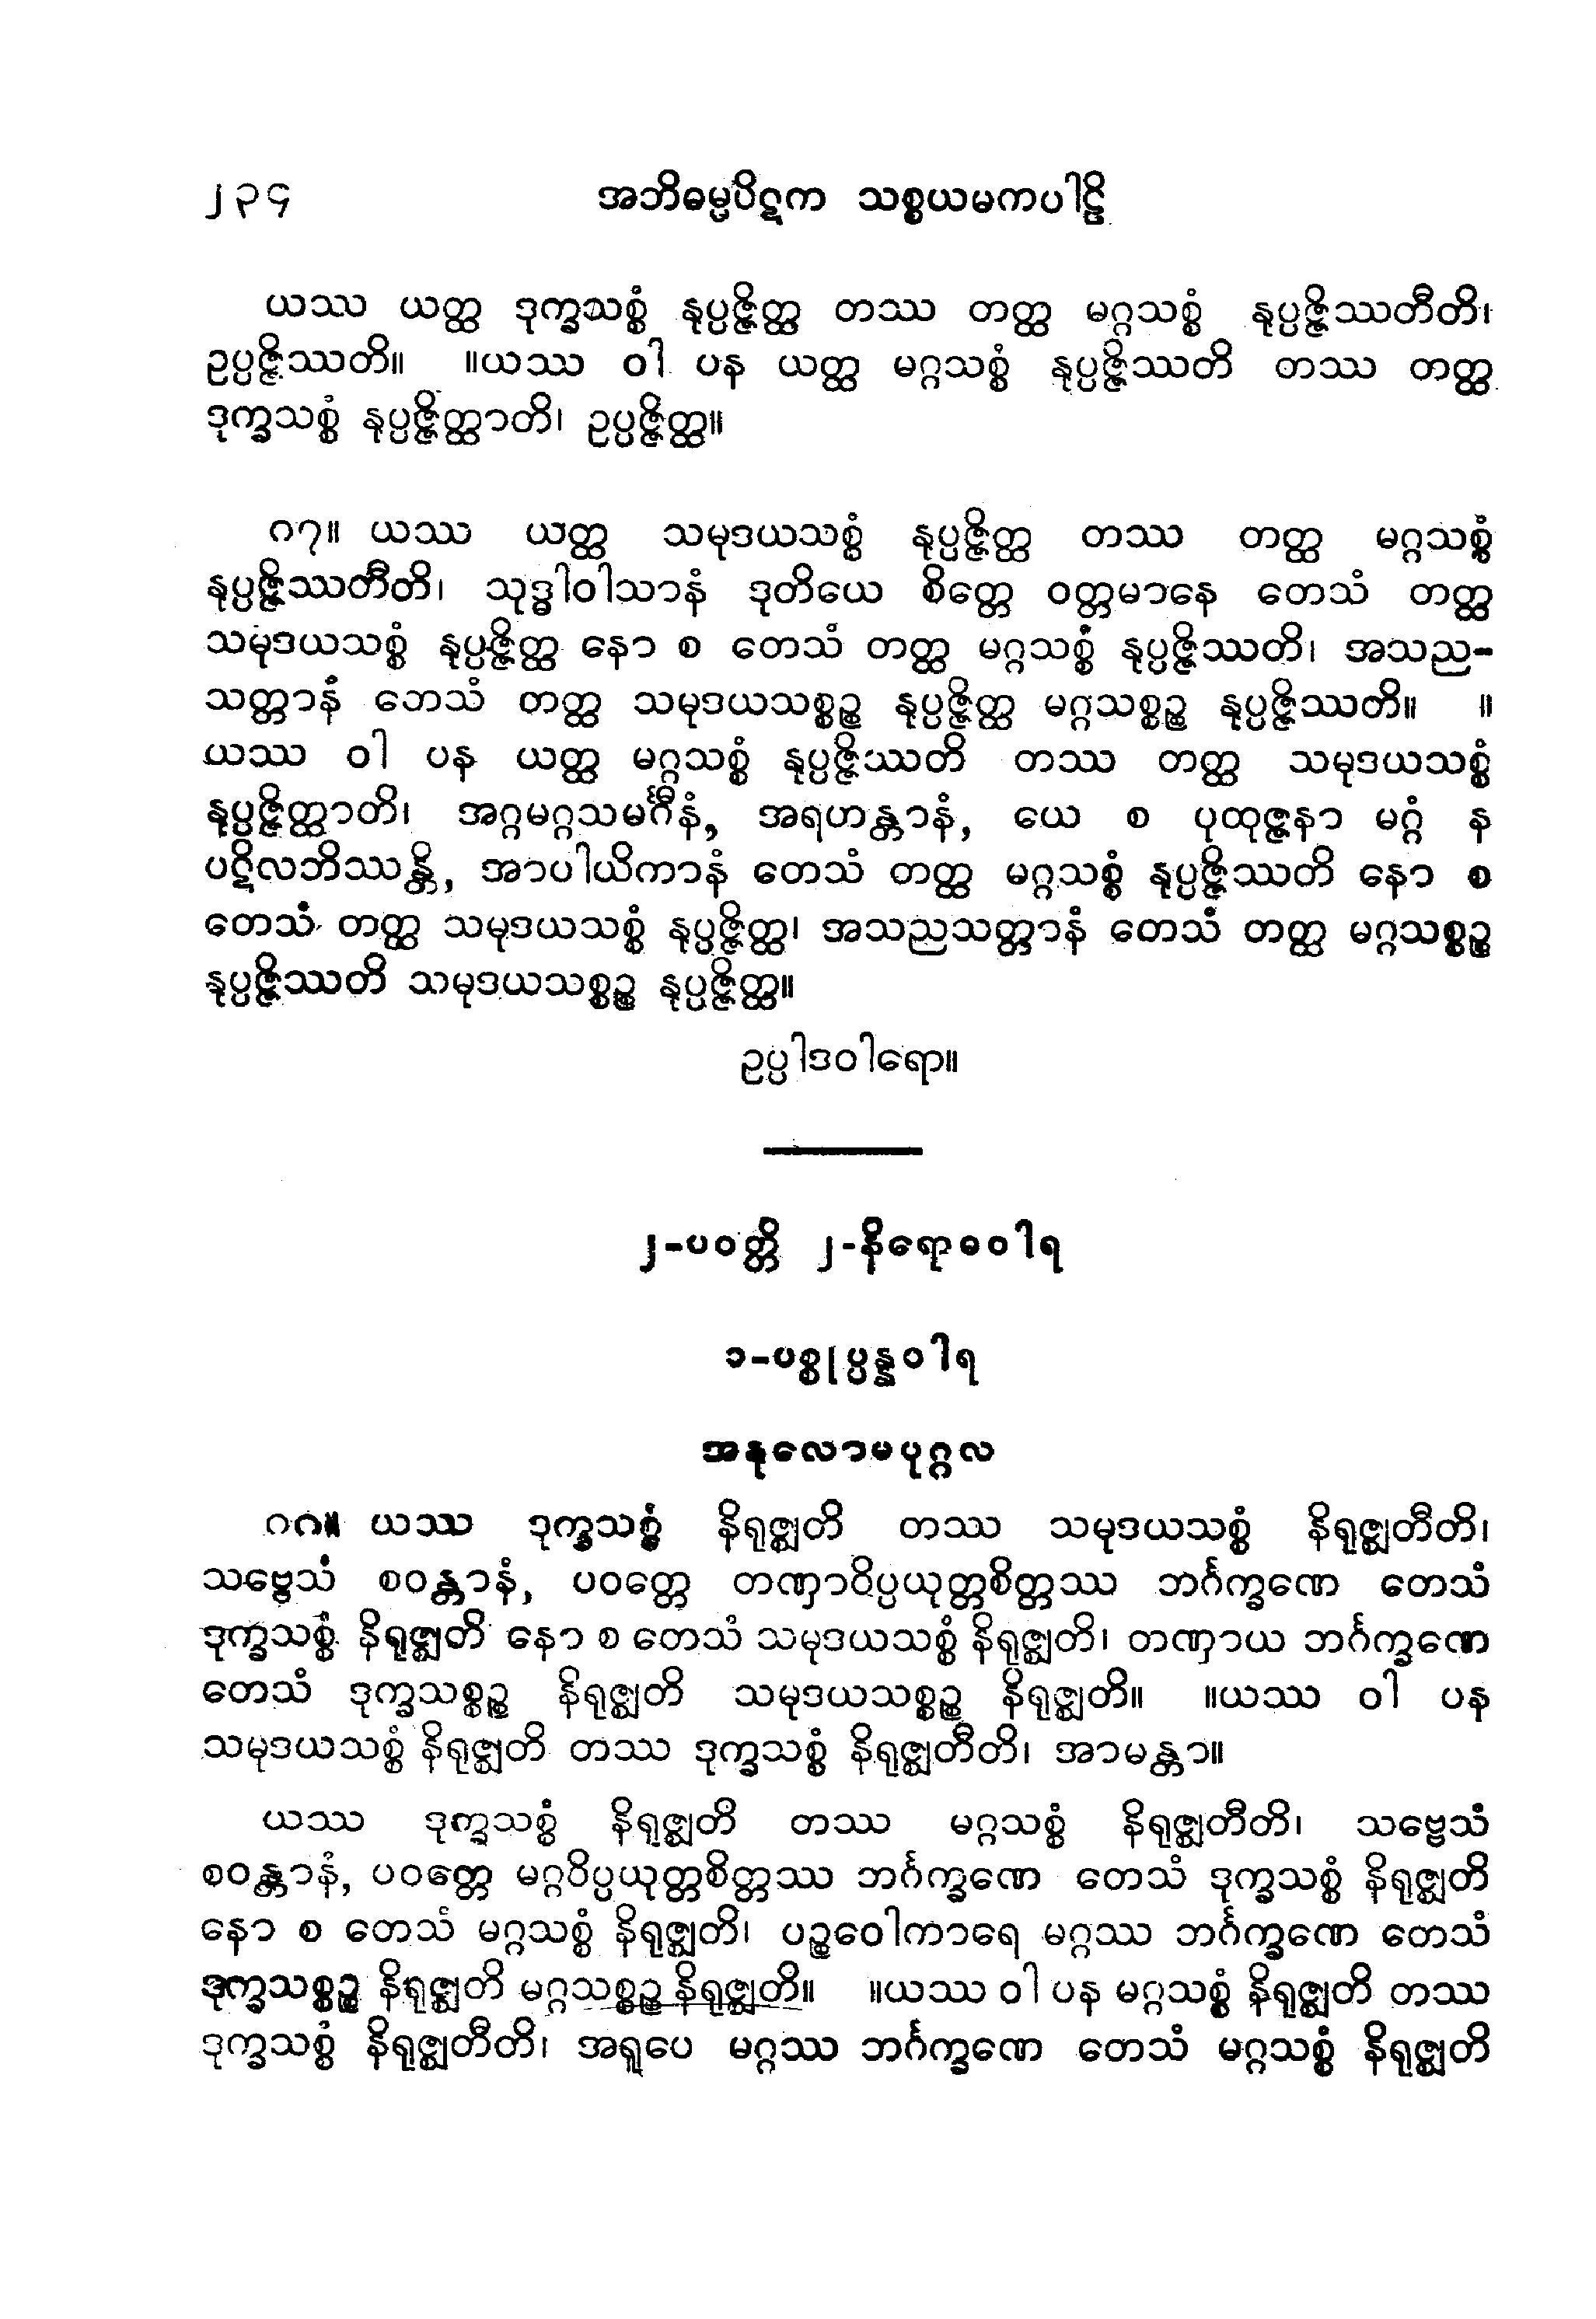 ၂၃၄ အဘိဓမ္မပိဋက သစ္စယမကပါဠိ
ယဿ ယတ္ထ ဒုက္ခသစ္စံ နုပ္ပဇ္ဇိတ္ထ တဿ တတ္ထ မဂ္ဂသစ္စံ နုပ္ပဇ္ဇိဿတီတိ၊
ဥပ္ပဇ္ဇိဿတိ။ ။ယဿ ဝါ ပန ယတ္ထ မဂ္ဂသစ္စံ နုပ္ပဇ္ဇိဿတိ တဿ တတ္ထ
ဒုက္ခသစ္စံ နုပ္ပဇ္ဇိတ္ထာတိ၊ ဥပ္ပဇ္ဇိတ္ထ။
၈၇။ ယဿ ယတ္ထ သမုဒယသစ္စံ နုပ္ပဇ္ဇိတ္ထ တဿ တတ္ထ မဂ္ဂသစ္စံ
နုပ္ပဇ္ဇိဿတီတိ၊ သုဒ္ဓါဝါသာနံ ဒုတိယေ စိတ္တေ ဝတ္တမာနေ တေသံ တတ္ထ
သမုဒယသစ္စံ နုပ္ပဇ္ဇိတ္ထ နော စ တေသံ တတ္ထ မဂ္ဂသစ္စံ နုပ္ပဇ္ဇိဿတိ၊ အသည-
သတ္တာနံ တေသံ တတ္ထ သမုဒယသစ္စဉ္စ နုပ္ပဇ္ဇိတ္ထ မဂ္ဂသစ္စဉ္စ နုပ္ပဇ္ဇိဿတိ။ ။
ယဿ ဝါ ပန ယတ္ထ မဂ္ဂသစ္စံ နုပ္ပဇ္ဇိဿတိ တဿ တတ္ထ သမုဒယသစ္စံ
နုပ္ပဇ္ဇိတ္ထာတိ၊ အဂ္ဂမဂ္ဂသမင်္ဂီနံ, အရဟန္တာနံ, ယေ စ ပုထုဇ္ဇနာ မဂ္ဂံ န
ပဋိလဘိဿန္တိ, အာပါယိကာနံ တေသံ တတ္ထ မဂ္ဂသစ္စံ နုပ္ပဇ္ဇိဿတိ နော စ
တေသံ တတ္ထ သမုဒယသစ္စံ နုပ္ပဇ္ဇိတ္ထ၊ အသညသတ္တာနံ တေသံ တတ္ထ မဂ္ဂသစ္စဉ္စ
နုပ္ပဇ္ဇိဿတိ သမုဒယသစ္စဉ္စ နုပ္ပဇ္ဇိတ္ထ။
ဥပ္ပါဒဝါရော။
၂-ပဝတ္တိ ၂-နိရောဓဝါရ
၁-ပစ္စုပ္ပန္နဝါရ
အနုလောမပုဂ္ဂလ
၈၈။ ယဿ ဒုက္ခသစ္စံ နိရုဇ္ဈတိ တဿ သမုဒယသစ္စံ နိရုဇ္ဈတီတိ၊
သဗ္ဗေသံ စဝန္တာနံ, ပဝတ္တေ တဏှာဝိပ္ပယုတ္တစိတ္တဿ ဘင်္ဂက္ခဏေ တေသံ
ဒုက္ခသစ္စံ နိရုဇ္ဈတိ နော စ တေသံ သမုဒယသစ္စံ နိရုဇ္ဈတိ၊ တဏှာယ ဘင်္ဂက္ခဏေ
တေသံ ဒုက္ခသစ္စဉ္စ နိရုဇ္ဈတိ သမုဒယသစ္စဉ္စ နိရုဇ္ဈတိ။ ။ယဿ ဝါ ပန
သမုဒယသစ္စံ နိရုဇ္ဈတိ တဿ ဒုက္ခသစ္စံ နိရုဇ္ဈတီတိ၊ အာမန္တာ။
ယဿ ဒုက္ခသစ္စံ နိရုဇ္ဈတိ တဿ မဂ္ဂသစ္စံ နိရုဇ္ဈတီတိ၊ သဗ္ဗေသံ
စဝန္တာနံ, ပဝတ္တေ မဂ္ဂဝိပ္ပယုတ္တစိတ္တဿ ဘင်္ဂက္ခဏေ တေသံ ဒုက္ခသစ္စံ နိရုဇ္ဈတိ
နော စ တေသံ မဂ္ဂသစ္စံ နိရုဇ္ဈတိ၊ ပဉ္စဝေါကာရေ မဂ္ဂဿ ဘင်္ဂက္ခဏေ တေသံ
ဒုက္ခသစ္စဉ္စ နိရုဇ္ဈတိ မဂ္ဂသစ္စဉ္စ နိရုဇ္ဈတိ။ ။ယဿ ဝါ ပန မဂ္ဂသစ္စံ နိရုဇ္ဈတိ တဿ
ဒုက္ခသစ္စံ နိရုဇ္ဈတီတိ၊ အရူပေ မဂ္ဂဿ ဘင်္ဂက္ခဏေ တေသံ မဂ္ဂသစ္စံ နိရုဇ္ဈတိ